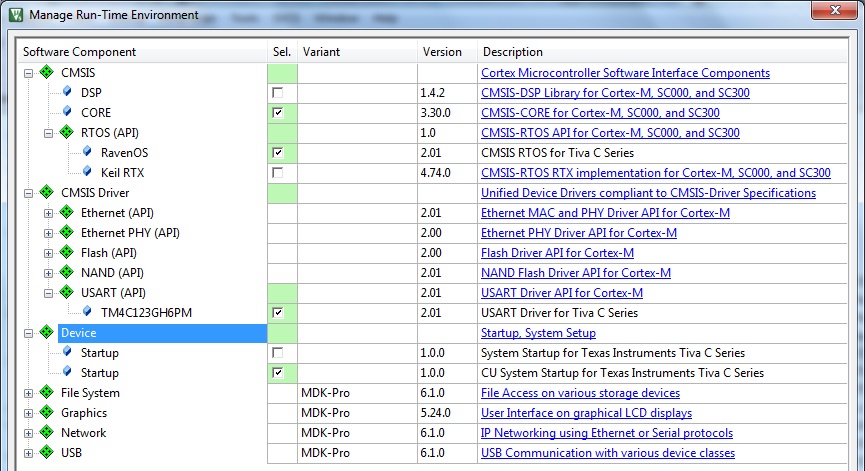 Manage Run-Time Environment
Software Component Sel. Variant Version Description
CMSIS Cortex Microcontroller Software Interface Components
DSP 1.4.2 CMSIS-DSP Library for Cortex-M, SC000, and SC300
CORE 3.30.0 CMSIS-CORE for Cortex-M, SC000, and SC300
RTOS (API) 1.0 CMSIS-RTOS API for Cortex-M, SC000, and SC300
RavenOS 2.01 CMSIS RTOS for Tiva C Series
Keil RTX 4.74.0 CMSIS-RTOS RTX implementation for Cortex-M, SC000, and SC300
CMSIS Driver Unified Device Drivers compliant to CMSIS-Driver Specifications
Ethernet (API) 2.01 Ethernet MAC and PHY Driver API for Cortex-M
Ethernet PHY (API) 2.00 Ethernet PHY Driver API for Cortex-M
Flash (API) 2.00 Flash Driver API for Cortex-M
NAND (API) 2.01 NAND Flash Driver API for Cortex-M
USART (API) 2.01 USART Driver API for Cortex-M
TM4C123GH6PM 2.01 USART Driver for Tiva C Series
Device Startup, System Setup
Startup 1.0.0 System Startup for Texas Instruments Tiva C Series
Startup 1.0.0 CU System Startup for Texas Instruments Tiva C Series
File System MDK-Pro 6.1.0 File Access on various storage devices
Graphics MDK-Pro 5.24.0 User Interface on graphical LCD displays
Network MDK-Pro 6.1.0 IP Networking using Ethernet or Serial protocols
USB MDK-Pro 6.1.0 USB Communication with various device classes